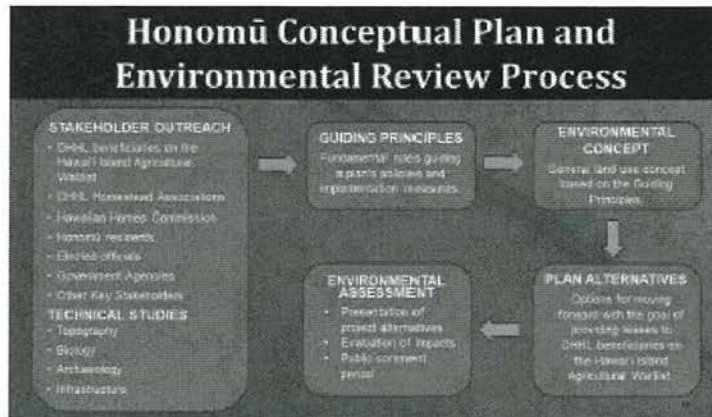 Honomū Conceptual Plan and
Environmental Review Process
STAKEHOLDER OUTREACH
• DHHL beneficiaries on the
Hawai'i Island Agricultural
Waitlist
• DHHL Homestead Associations
• Hawaiian Homes Commission
• Honomū residents
• Elected officials
• Government Agencies
• Other Key Stakeholders
TECHNICAL STUDIES
• Topography
• Biology
• Archaeology
• Infrastructure
GUIDING PRINCIPLES
Fundamental rules guiding
a plan's policies and
implementation measures.
ENVIRONMENTAL
CONCEPT
General land use concept
based on the Guiding
Principles.
PLAN ALTERNATIVES
Options for moving
forward with the goal of
providing leases to
DHHL beneficiaries on
the Hawai'i Island
Agricultural Waitlist.
ENVIRONMENTAL
ASSESSMENT
• Presentation of
project alternatives
• Evaluation of impacts
• Public comment
period